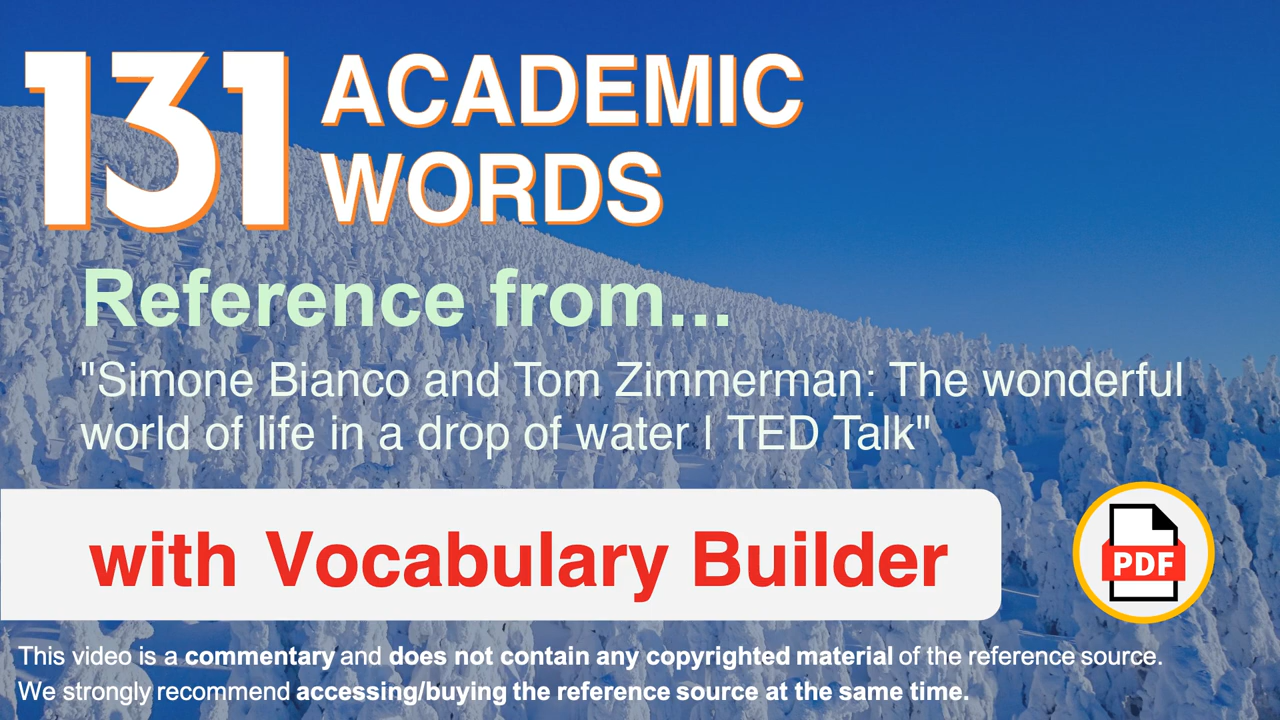 131 ACADEMIC
WORDS
Reference from...
"Simone Bianco and Tom Zimmerman: The wonderful
world of life in a drop of water | TED Talk"
with Vocabulary Builder
PDF
This video is a commentary and does not contain any copyrighted material of the reference source.
We strongly recommend accessing/buying the reference source at the same time.